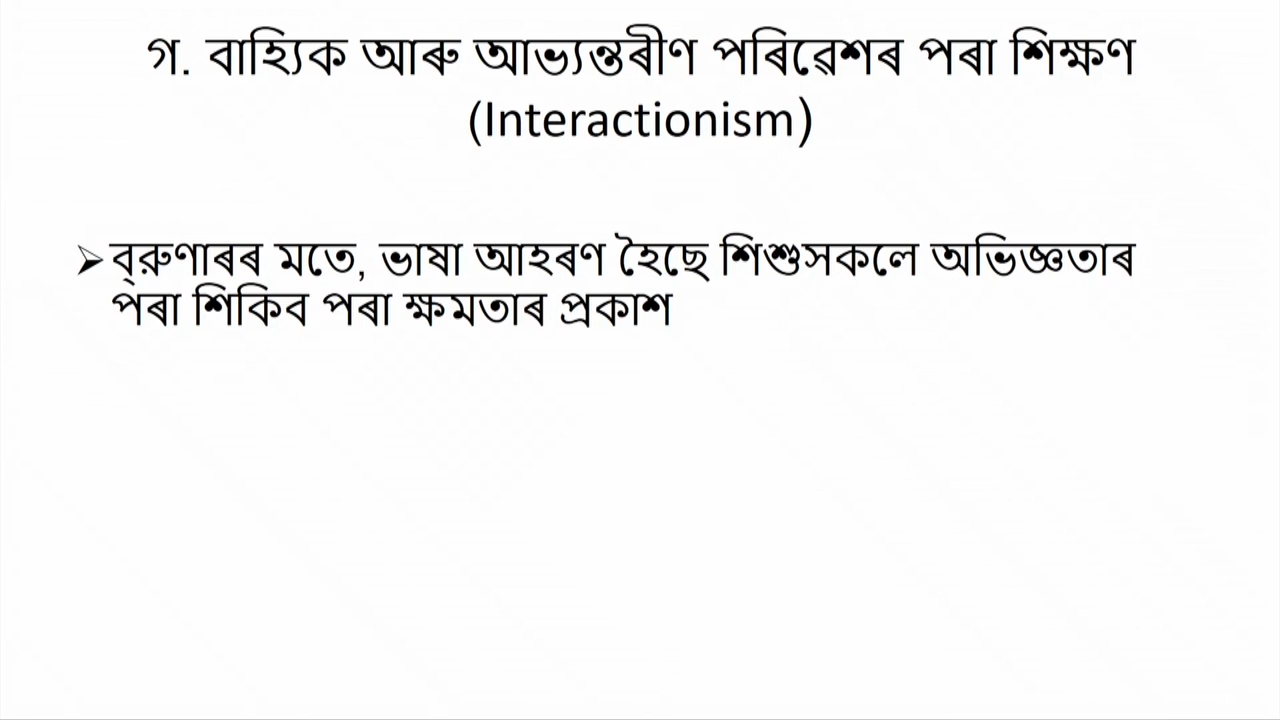 গ. বাহ্যিক আৰু আভ্যন্তৰীণ পৰিৱেশৰ পৰা শিক্ষণ
(Interactionism)
➢ ব্ৰুণাৰৰ মতে, ভাষা আহৰণ হৈছে শিশুসকলে অভিজ্ঞতাৰ
পৰা শিকিব পৰা ক্ষমতাৰ প্ৰকাশ